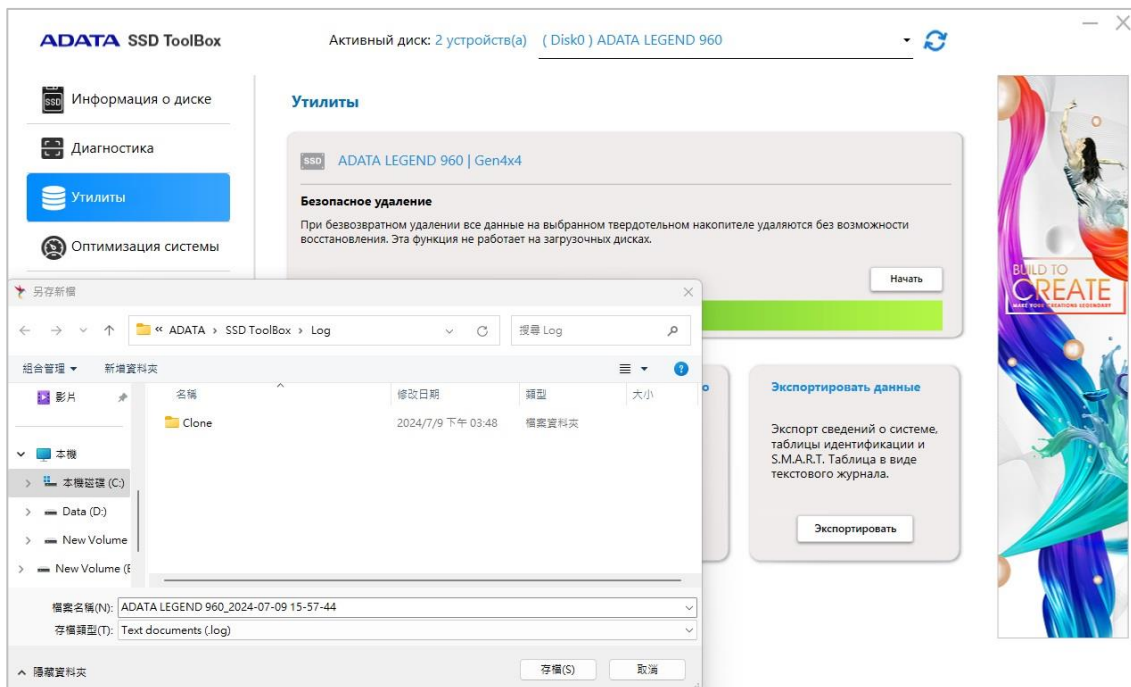 ADATA SSD ToolBox
Активный диск: 2 устройств(а) ( Disk0 ) ADATA LEGEND 960
Информация о диске
Диагностика
Утилиты
Оптимизация системы
Утилиты
SSD ADATA LEGEND 960 | Gen4x4
Безопасное удаление
При безвозвратном удалении все данные на выбранном твердотельном накопителе удаляются без возможности
восстановления. Эта функция не работает на загрузочных дисках.
Начать
Экспортировать данные
Экспорт сведений о системе,
таблицы идентификации и
S.M.A.R.T. Таблица в виде
текстового журнала.
Экспортировать
BUILD TO
CREATE
MAKE YOUR CREATIONS LEGENDARY
另存新檔
« ADATA › SSD ToolBox › Log
搜尋 Log
組合管理 新增資料夾
名稱 修改日期 類型 大小
影片
Clone 2024/7/9 下午 03:48 檔案資料夾
本機
本機磁碟 (C:)
Data (D:)
New Volume
New Volume (E
檔案名稱(N): ADATA LEGEND 960_2024-07-09 15-57-44
存檔類型(T): Text documents (.log)
隱藏資料夾
存檔(S) 取消